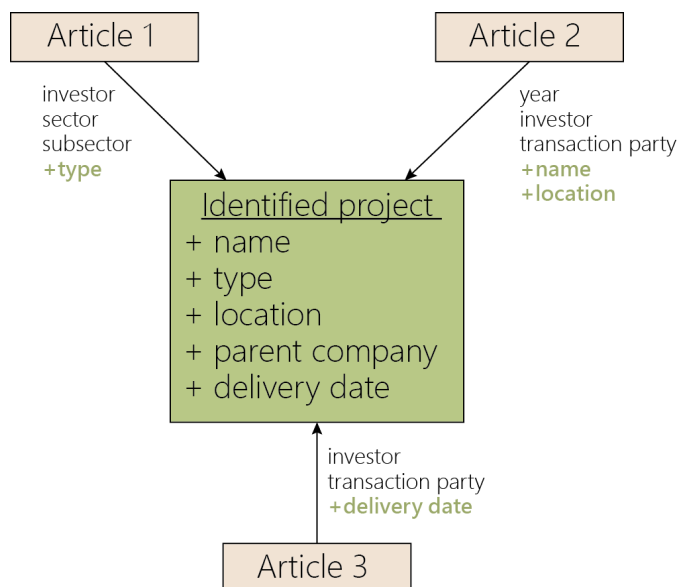 Article 1
Article 2
investor
sector
subsector
+type
year
investor
transaction party
+name
+location
Identified project
+ name
+ type
+ location
+ parent company
+ delivery date
investor
transaction party
+delivery date
Article 3